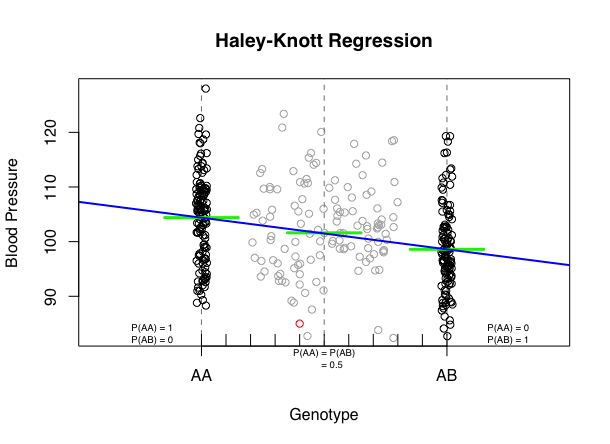 Haley-Knott Regression
Blood Pressure
120
110
100
90
P(AA) = 1
P(AB) = 0
P(AA) = P(AB)
= 0.5
P(AA) = 0
P(AB) = 1
AA
AB
Genotype